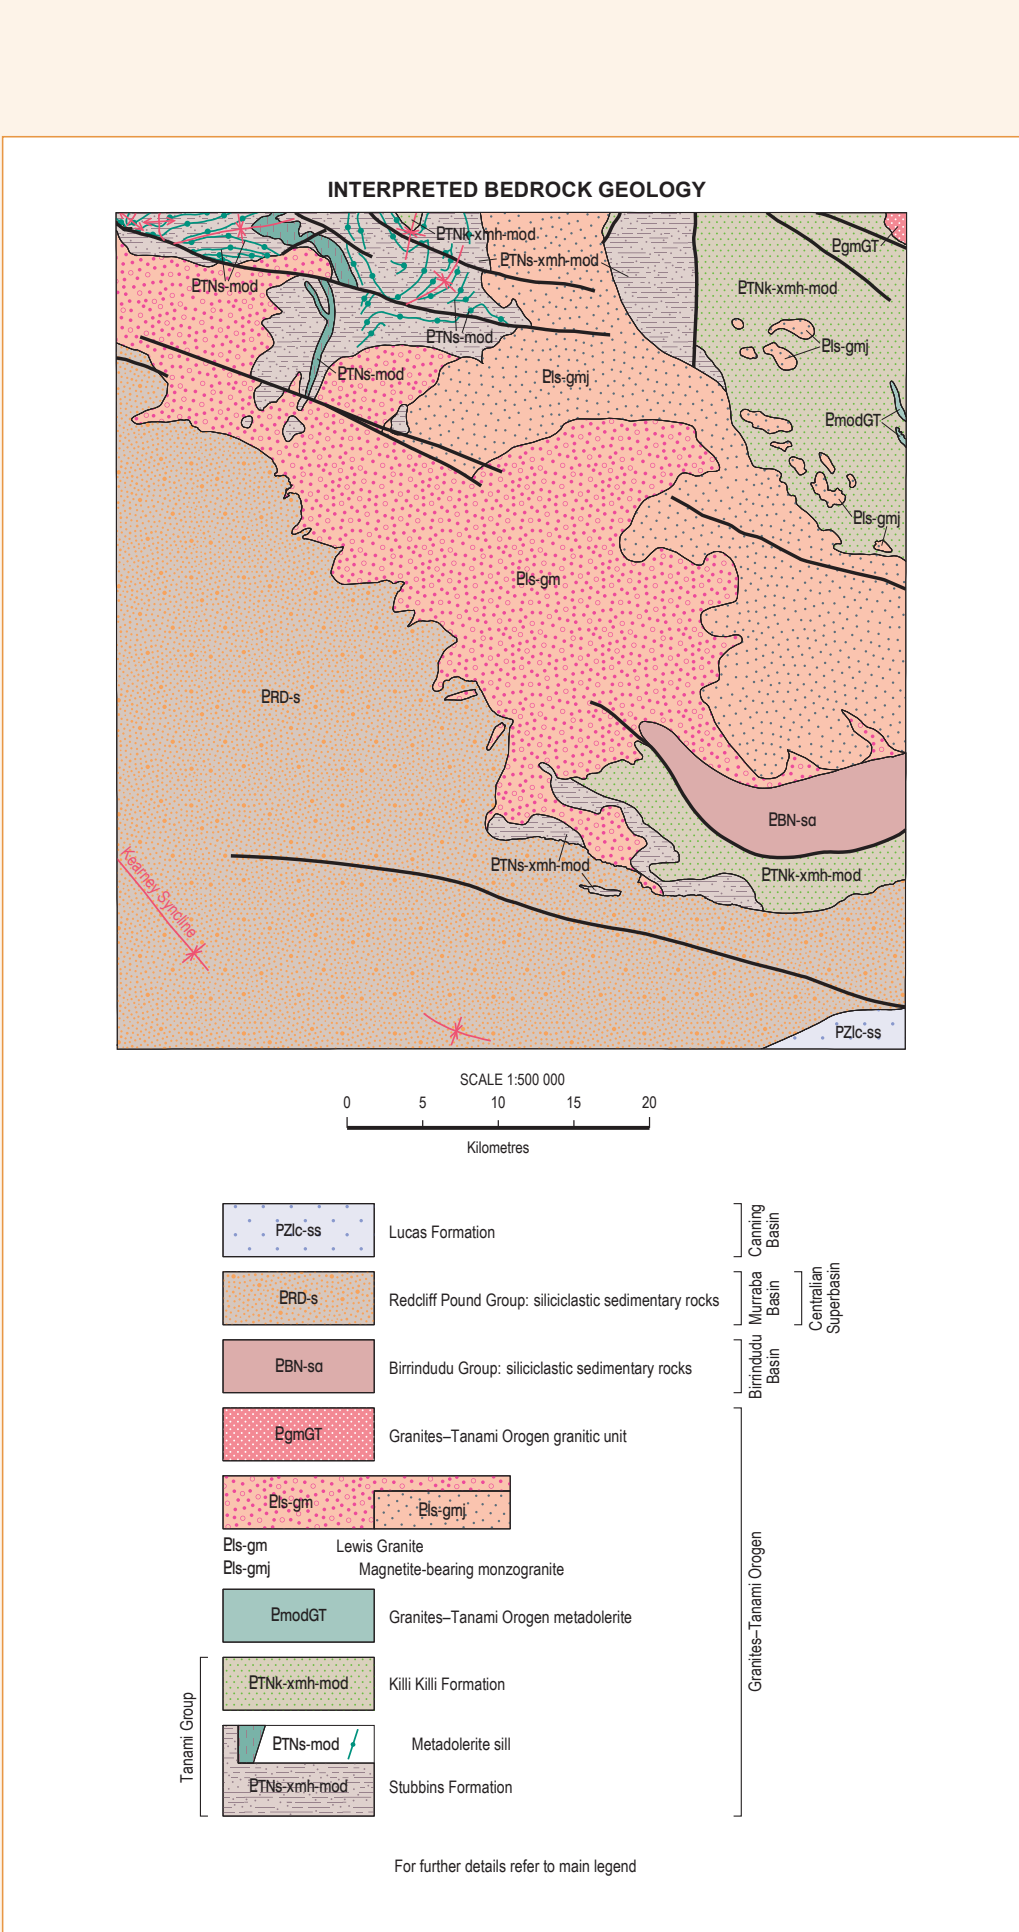 INTERPRETED BEDROCK GEOLOGY
ⱣTNk-xmh-mod
ⱣgmGT
ⱣTNs-xmh-mod
ⱣTNs-mod
ⱣTNk-xmh-mod
ⱣTNs-mod
Ᵽls-gmj
ⱣTNs-mod
Ᵽls-gmj
ⱣmodGT
Ᵽls-gmj
Ᵽls-gm
ⱣRD-s
ⱣBN-sa
Kearney Syncline
ⱣTNs-xmh-mod
ⱣTNk-xmh-mod
PZlc-ss
SCALE 1:500 000
0 5 10 15 20
Kilometres
PZlc-ss
Lucas Formation
Canning Basin
ⱣRD-s
Redcliff Pound Group: siliciclastic sedimentary rocks
Murraba Basin
Centralian Superbasin
ⱣBN-sa
Birrindudu Group: siliciclastic sedimentary rocks
Birrindudu Basin
ⱣgmGT
Granites–Tanami Orogen granitic unit
Ᵽls-gm
Ᵽls-gmj
Ᵽls-gm Lewis Granite
Ᵽls-gmj Magnetite-bearing monzogranite
ⱣmodGT
Granites–Tanami Orogen metadolerite
Granites–Tanami Orogen
ⱣTNk-xmh-mod
Killi Killi Formation
Tanami Group
ⱣTNs-mod
Metadolerite sill
ⱣTNs-xmh-mod
Stubbins Formation
For further details refer to main legend